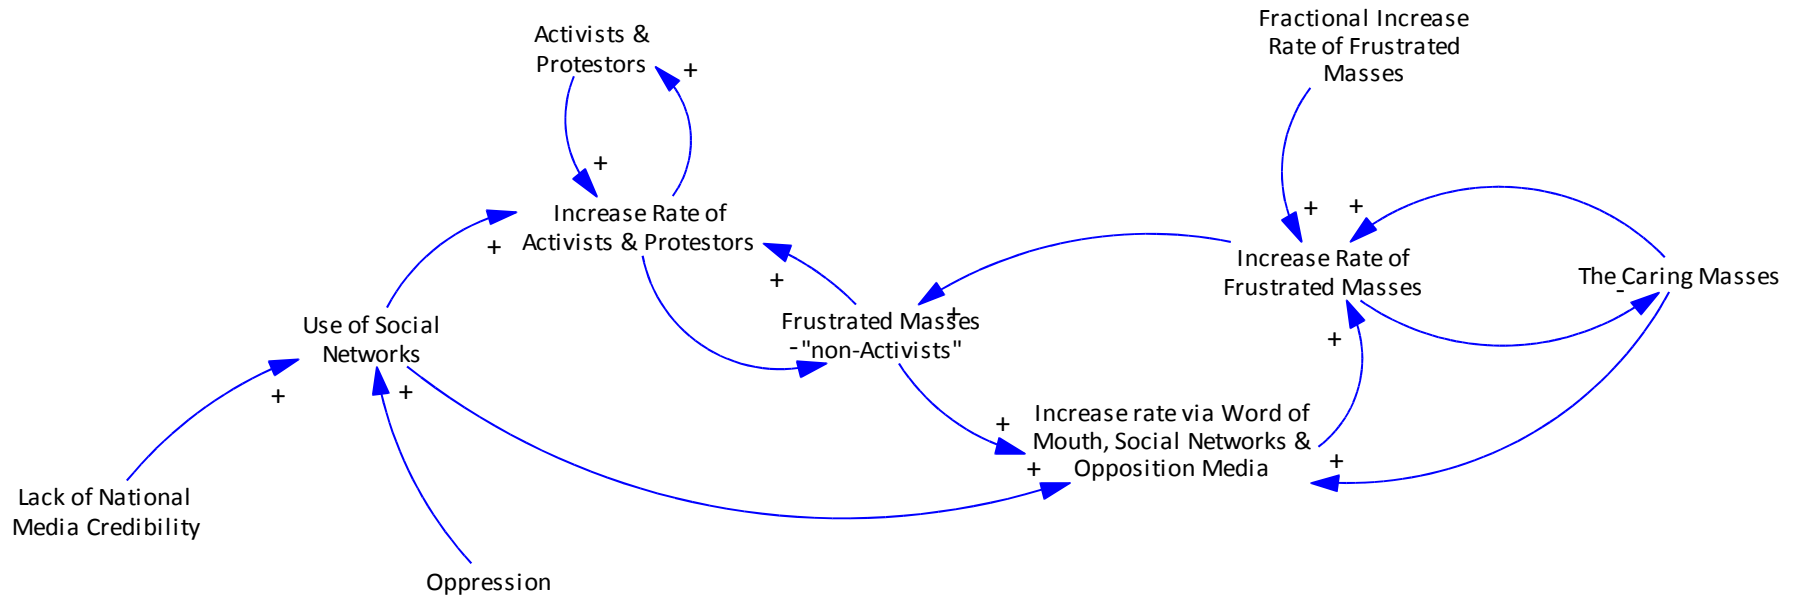 Activists &
Protestors
+
+
Fractional Increase
Rate of Frustrated
Masses
Increase Rate of
Activists & Protestors
+
+
+
+
Increase Rate of
Frustrated Masses
The Caring Masses
-
Use of Social
Networks
+
+
Frustrated Masses
-"non-Activists"
+
+
Increase rate via Word of
Mouth, Social Networks &
Opposition Media
+
+
+
Lack of National
Media Credibility
+
Oppression